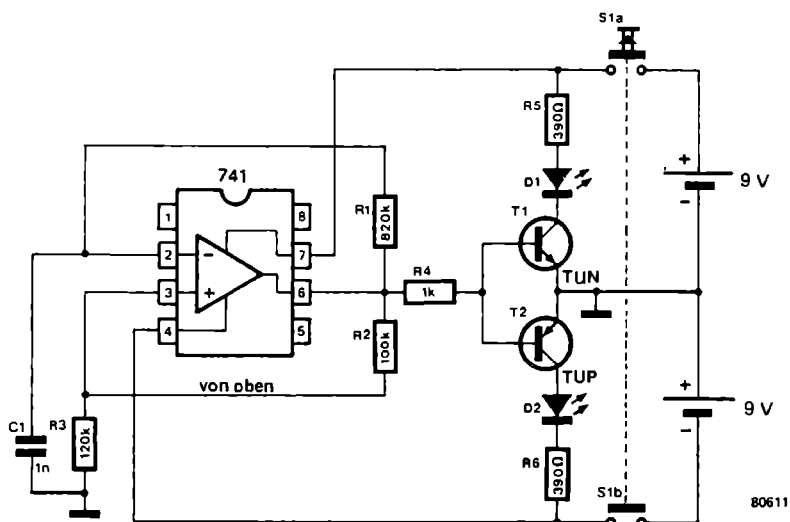 S1a
R5
390Ω
741
D1
+
9 V
-
1
8
R1
820k
T1
2
-
7
TUN
3
+
6
R4
1k
T2
4
5
R2
100k
TUP
von oben
+
9 V
-
D2
C1
1n
R3
120k
R6
390Ω
S1b
80611